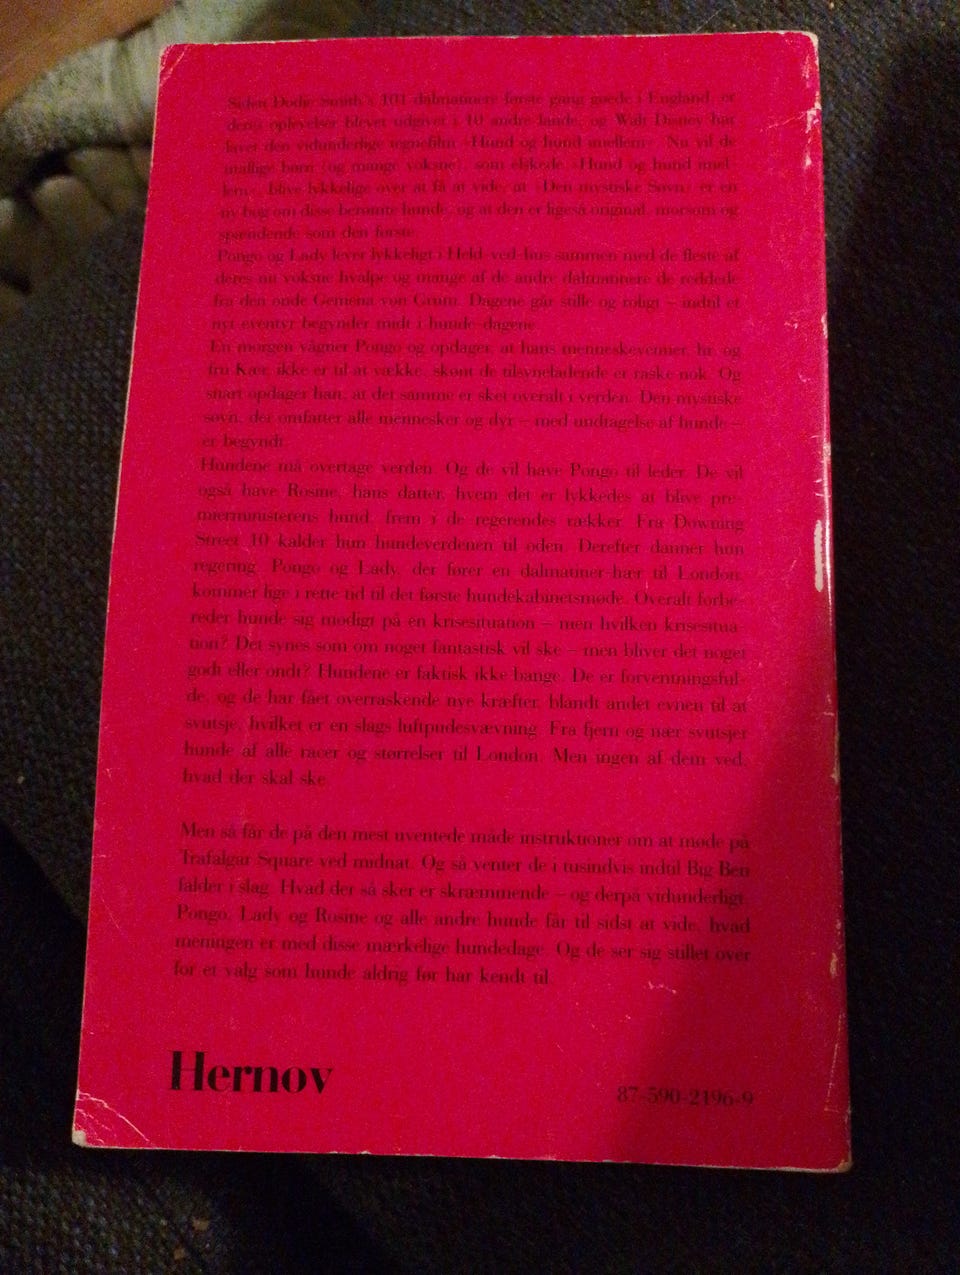 Siden Dodie Smith's 101 dalmatinere første gang gøede i England, er
deres oplevelser blevet udgivet i 10 andre lande, og Walt Disney har
lavet den vidunderlige tegnefilm »Hund og hund imellem«. Nu vil de
mallige børn (og mange voksne), som elskede »Hund og hund imel-
lem«, blive lykkelige over at få at vide, at »Den mystiske Søvn« er en
ny bog om disse berømte hunde, og at den er ligeså original, morsom og
spændende som den første.
Pongo og Lady lever lykkeligt i Held-ved-hus sammen med de fleste af
deres nu voksne hvalpe og mange af de andre dalmatinere de reddede
fra den onde Gemena von Grum. Dagene går stille og roligt – indtil et
nyt eventyr begynder midt i hunde-dagene.
En morgen vågner Pongo og opdager, at hans menneskevenner, hr. og
fru Kær, ikke er til at vække, skønt de tilsyneladende er raske nok. Og
snart opdager han, at det samme er sket overalt i verden. Den mystiske
søvn, der omfatter alle mennesker og dyr – med undtagelse af hunde –
er begyndt.
Hundene må overtage verden. Og de vil have Pongo til leder. De vil
også have Rosine, hans datter, hvem det er lykkedes at blive pre-
mierministerens hund, frem i de regerendes rækker. Fra Downing
Street 10 kalder hun hundeverdenen til orden. Derefter danner hun
regering. Pongo og Lady, der fører en dalmatiner-hær til London,
kommer lige i rette tid til det første hundekabinetsmøde. Overalt forbe-
reder hunde sig modigt på en krisesituation – men hvilken krisesitua-
tion? Det synes som om noget fantastisk vil ske – men bliver det noget
godt eller ondt? Hundene er faktisk ikke bange. De er forventningsful-
de, og de har fået overraskende nye kræfter, blandt andet evnen til at
svutsje, hvilket er en slags luftpudesvævning. Fra fjern og nær svutsjer
hunde af alle racer og størrelser til London. Men ingen af dem ved,
hvad der skal ske.
Men så får de på den mest uventede måde instruktioner om at møde på
Trafalgar Square ved midnat. Og så venter de i tusindvis indtil Big Ben
falder i slag. Hvad der så sker er skræmmende – og derpå vidunderligt.
Pongo, Lady og Rosine og alle andre hunde får til sidst at vide, hvad
meningen er med disse mærkelige hundedage. Og de ser sig stillet over
for et valg som hunde aldrig før har kendt til.
Hernov
87-590-2196-9